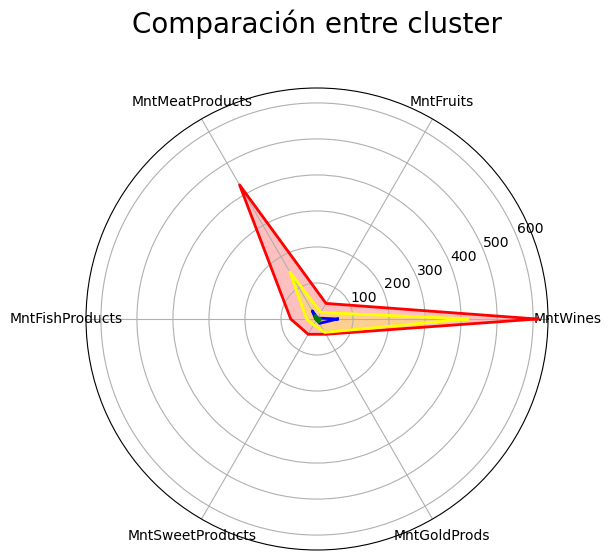 Comparación entre cluster
MntMeatProducts
MntFruits
600
500
400
300
200
100
MntFishProducts
MntWines
MntSweetProducts
MntGoldProds